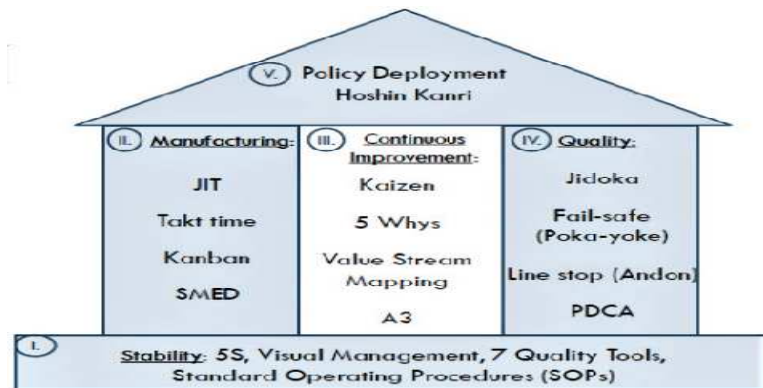 V. Policy Deployment
Hoshin Kanri
II. Manufacturing:
JIT
Takt time
Kanban
SMED
III. Continuous
Improvement:
Kaizen
5 Whys
Value Stream
Mapping
A3
IV. Quality:
Jidoka
Fail-safe
(Poka-yoke)
Line stop (Andon)
PDCA
I.
Stability: 5S, Visual Management, 7 Quality Tools,
Standard Operating Procedures (SOPs)